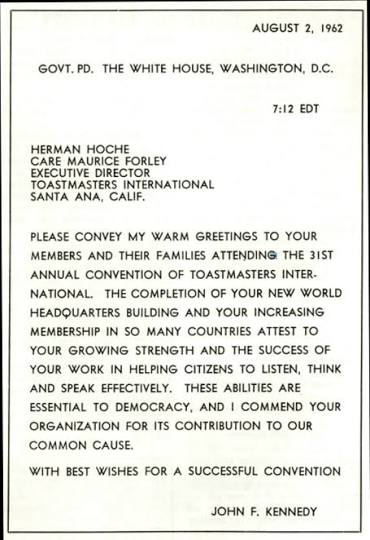 AUGUST 2, 1962
GOVT. PD. THE WHITE HOUSE, WASHINGTON, D.C.
7:12 EDT
HERMAN HOCHE
CARE MAURICE FORLEY
EXECUTIVE DIRECTOR
TOASTMASTERS INTERNATIONAL
SANTA ANA, CALIF.
PLEASE CONVEY MY WARM GREETINGS TO YOUR
MEMBERS AND THEIR FAMILIES ATTENDING THE 31ST
ANNUAL CONVENTION OF TOASTMASTERS INTER-
NATIONAL. THE COMPLETION OF YOUR NEW WORLD
HEADQUARTERS BUILDING AND YOUR INCREASING
MEMBERSHIP IN SO MANY COUNTRIES ATTEST TO
YOUR GROWING STRENGTH AND THE SUCCESS OF
YOUR WORK IN HELPING CITIZENS TO LISTEN, THINK
AND SPEAK EFFECTIVELY. THESE ABILITIES ARE
ESSENTIAL TO DEMOCRACY, AND I COMMEND YOUR
ORGANIZATION FOR ITS CONTRIBUTION TO OUR
COMMON CAUSE.
WITH BEST WISHES FOR A SUCCESSFUL CONVENTION
JOHN F. KENNEDY